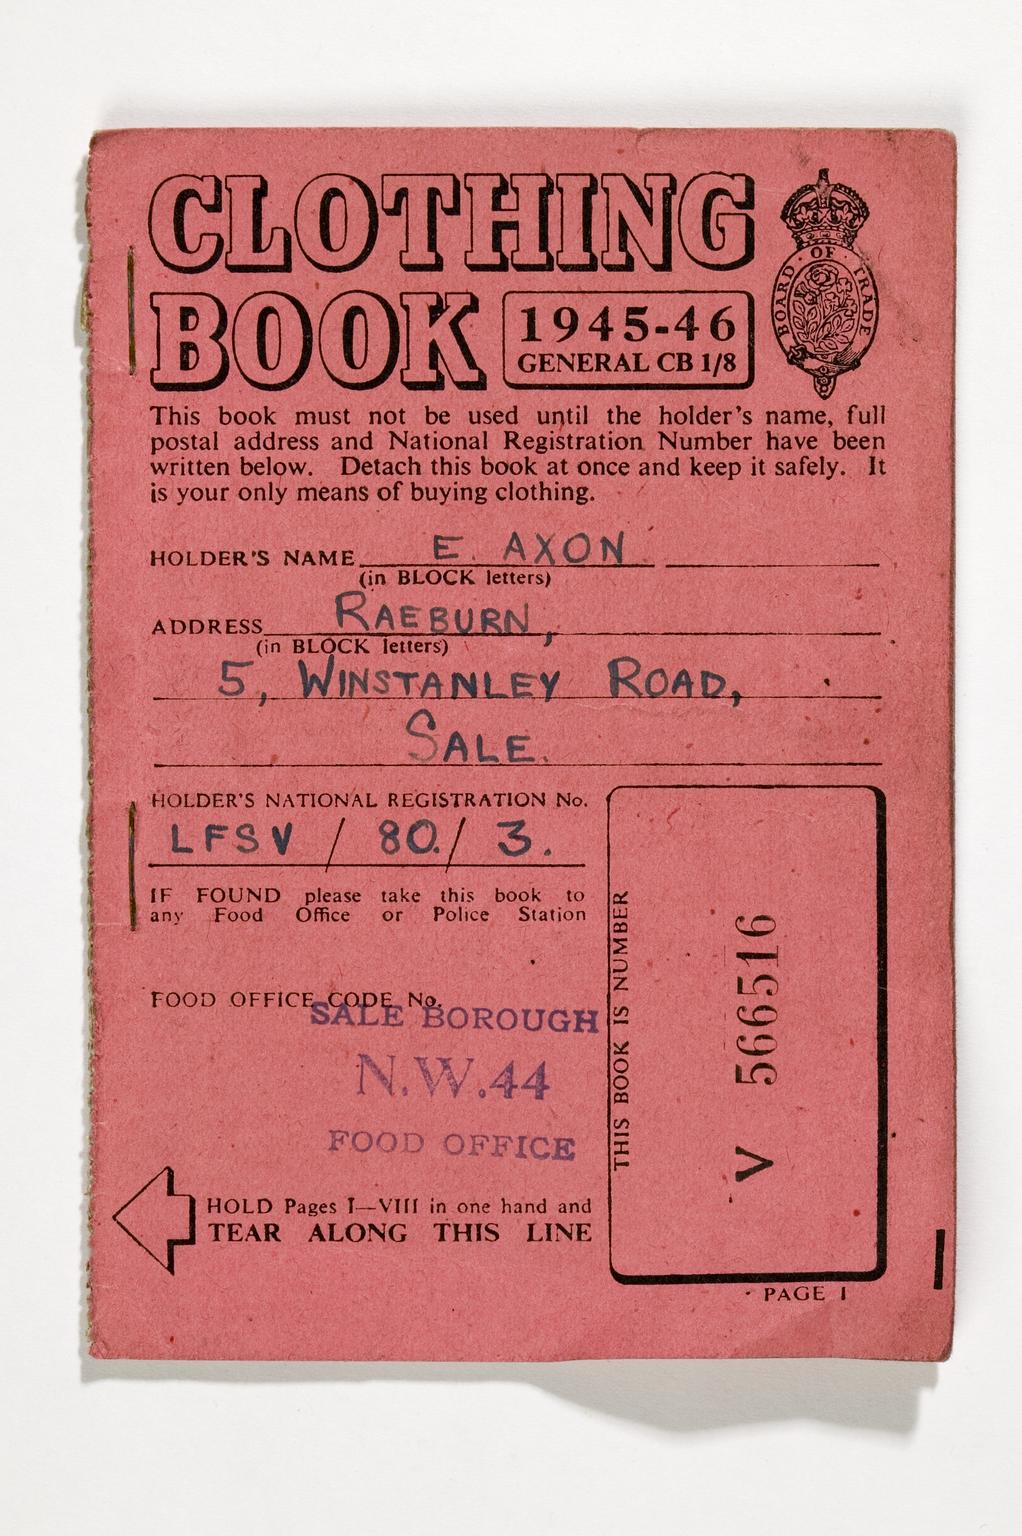 CLOTHING
BOOK
1945-46
GENERAL CB 1/8
BOARD · OF · TRADE
This book must not be used until the holder's name, full
postal address and National Registration Number have been
written below. Detach this book at once and keep it safely. It
is your only means of buying clothing.
HOLDER'S NAME E. AXON
(in BLOCK letters)
ADDRESS RAEBURN,
(in BLOCK letters)
5, WINSTANLEY ROAD,
SALE.
HOLDER'S NATIONAL REGISTRATION No.
LFSV / 80. / 3.
IF FOUND please take this book to
any Food Office or Police Station
FOOD OFFICE CODE No.
SALE BOROUGH
N.W.44
FOOD OFFICE
HOLD Pages I—VIII in one hand and
TEAR ALONG THIS LINE
THIS BOOK IS NUMBER
V 566516
PAGE I